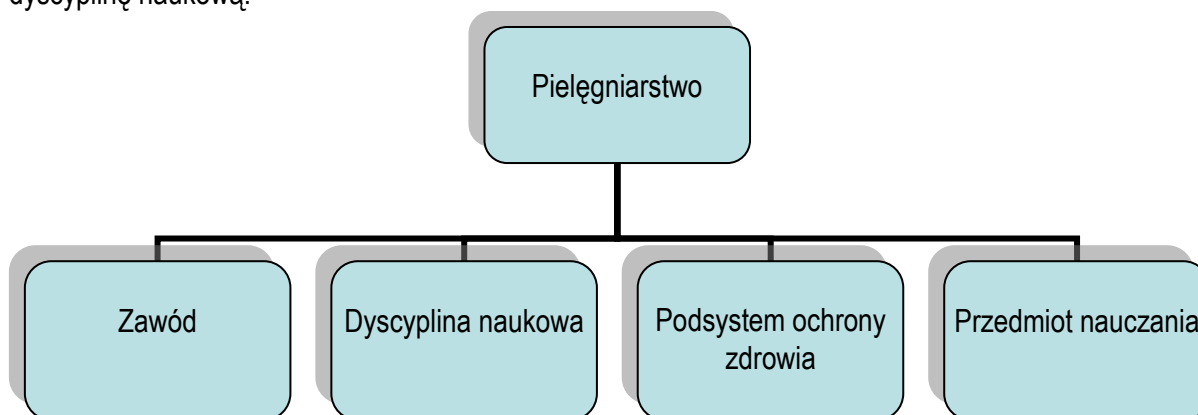 dyscyplinę naukową.
Pielęgniarstwo
Zawód
Dyscyplina naukowa
Podsystem ochrony
zdrowia
Przedmiot nauczania